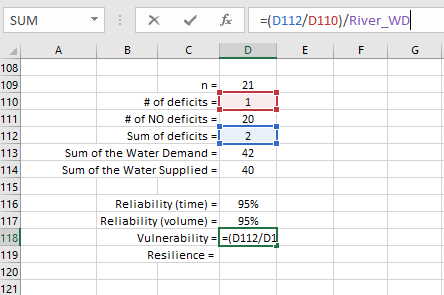 SUM
fx
=(D112/D110)/River_WD
A B C D
108
109 n = 21
110 # of deficits = 1
111 # of NO deficits = 20
112 Sum of deficits = 2
113 Sum of the Water Demand = 42
114 Sum of the Water Supplied = 40
115
116 Reliability (time) = 95%
117 Reliability (volume) = 95%
118 Vulnerability = =(D112/D1
119 Resilience =
120
121